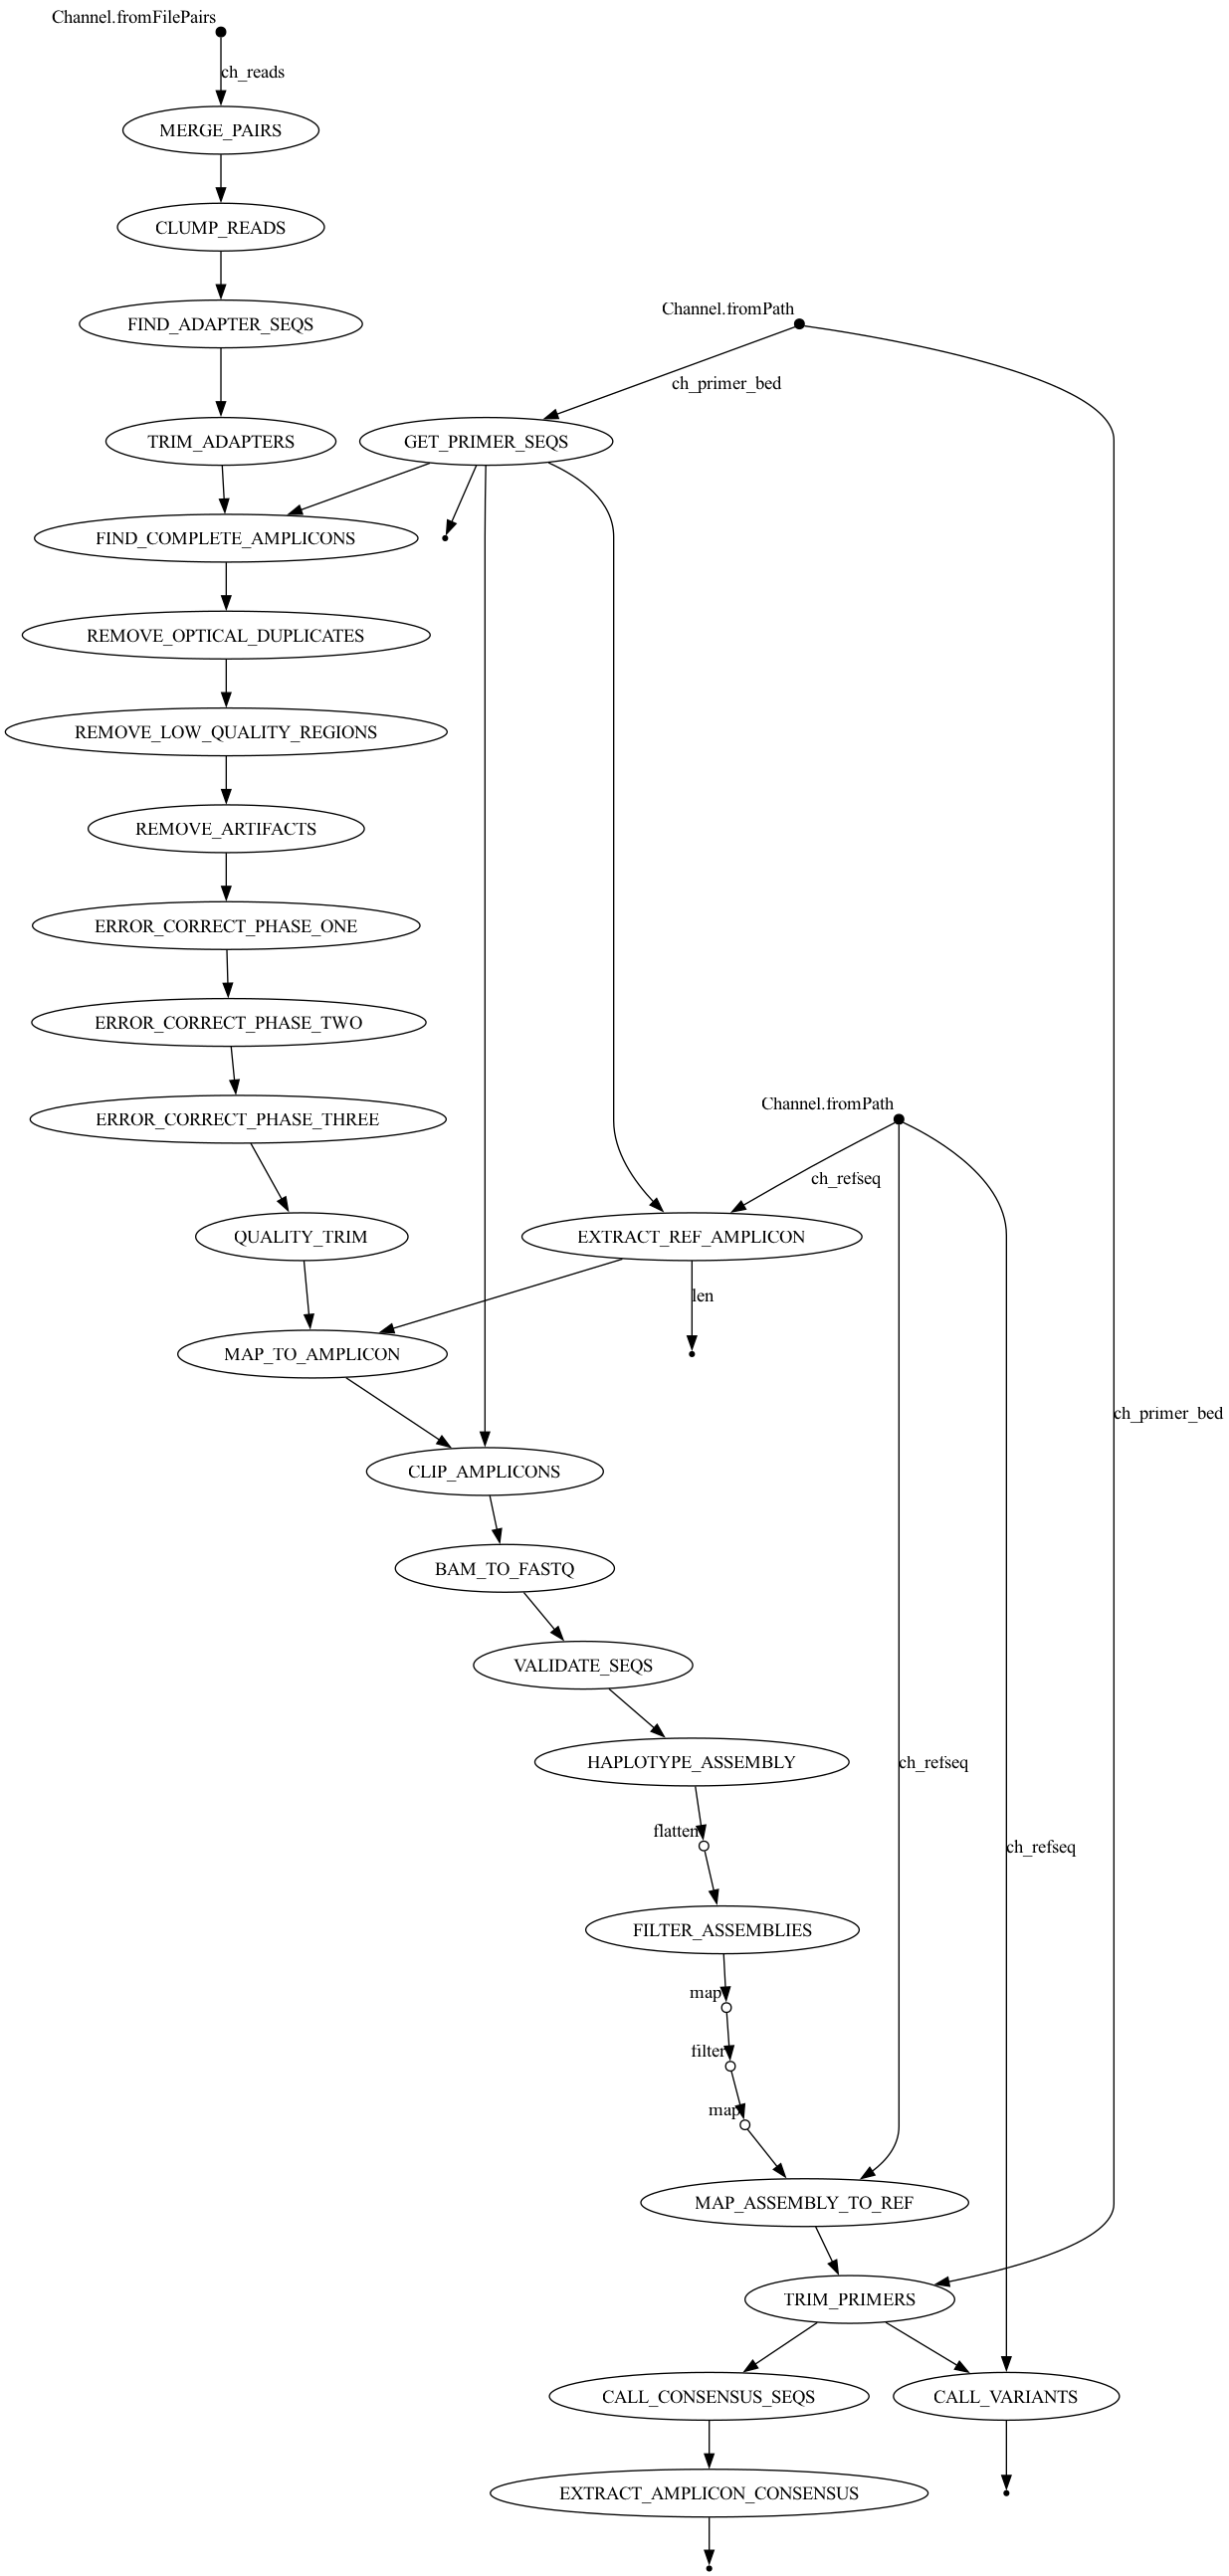 Channel.fromFilePairs
ch_reads
MERGE_PAIRS
CLUMP_READS
Channel.fromPath
FIND_ADAPTER_SEQS
ch_primer_bed
TRIM_ADAPTERS
GET_PRIMER_SEQS
FIND_COMPLETE_AMPLICONS
REMOVE_OPTICAL_DUPLICATES
REMOVE_LOW_QUALITY_REGIONS
REMOVE_ARTIFACTS
ERROR_CORRECT_PHASE_ONE
ERROR_CORRECT_PHASE_TWO
Channel.fromPath
ERROR_CORRECT_PHASE_THREE
ch_refseq
QUALITY_TRIM
EXTRACT_REF_AMPLICON
len
MAP_TO_AMPLICON
ch_primer_bed
CLIP_AMPLICONS
BAM_TO_FASTQ
VALIDATE_SEQS
HAPLOTYPE_ASSEMBLY
ch_refseq
flatten
ch_refseq
FILTER_ASSEMBLIES
map
filter
map
MAP_ASSEMBLY_TO_REF
TRIM_PRIMERS
CALL_CONSENSUS_SEQS
CALL_VARIANTS
EXTRACT_AMPLICON_CONSENSUS